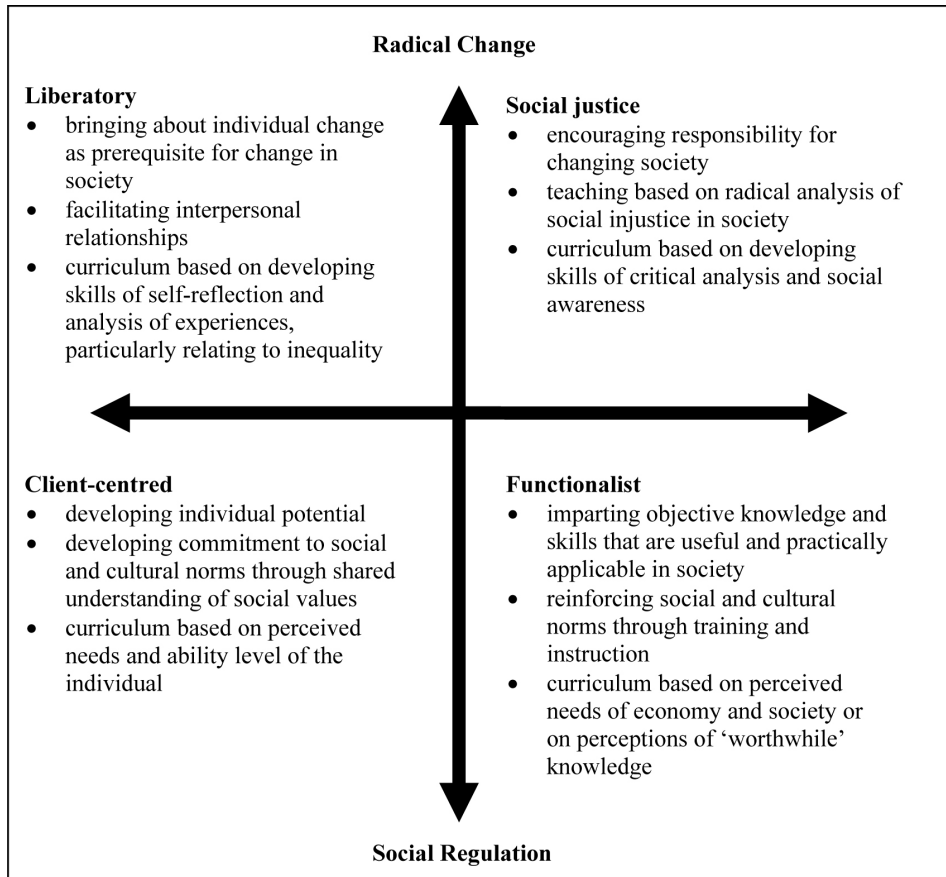 Radical Change
Liberatory
• bringing about individual change
as prerequisite for change in
society
• facilitating interpersonal
relationships
• curriculum based on developing
skills of self-reflection and
analysis of experiences,
particularly relating to inequality
Social justice
• encouraging responsibility for
changing society
• teaching based on radical analysis of
social injustice in society
• curriculum based on developing
skills of critical analysis and social
awareness
Client-centred
• developing individual potential
• developing commitment to social
and cultural norms through shared
understanding of social values
• curriculum based on perceived
needs and ability level of the
individual
Functionalist
• imparting objective knowledge and
skills that are useful and practically
applicable in society
• reinforcing social and cultural
norms through training and
instruction
• curriculum based on perceived
needs of economy and society or
on perceptions of ‘worthwhile’
knowledge
Social Regulation